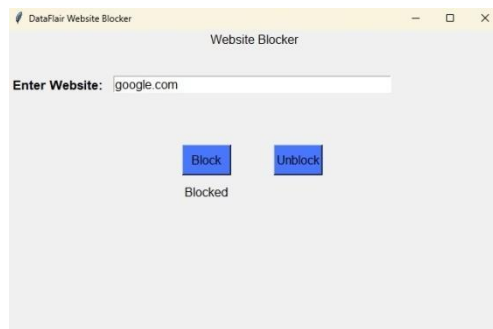 DataFlair Website Blocker
Website Blocker
Enter Website: google.com
Block Unblock
Blocked